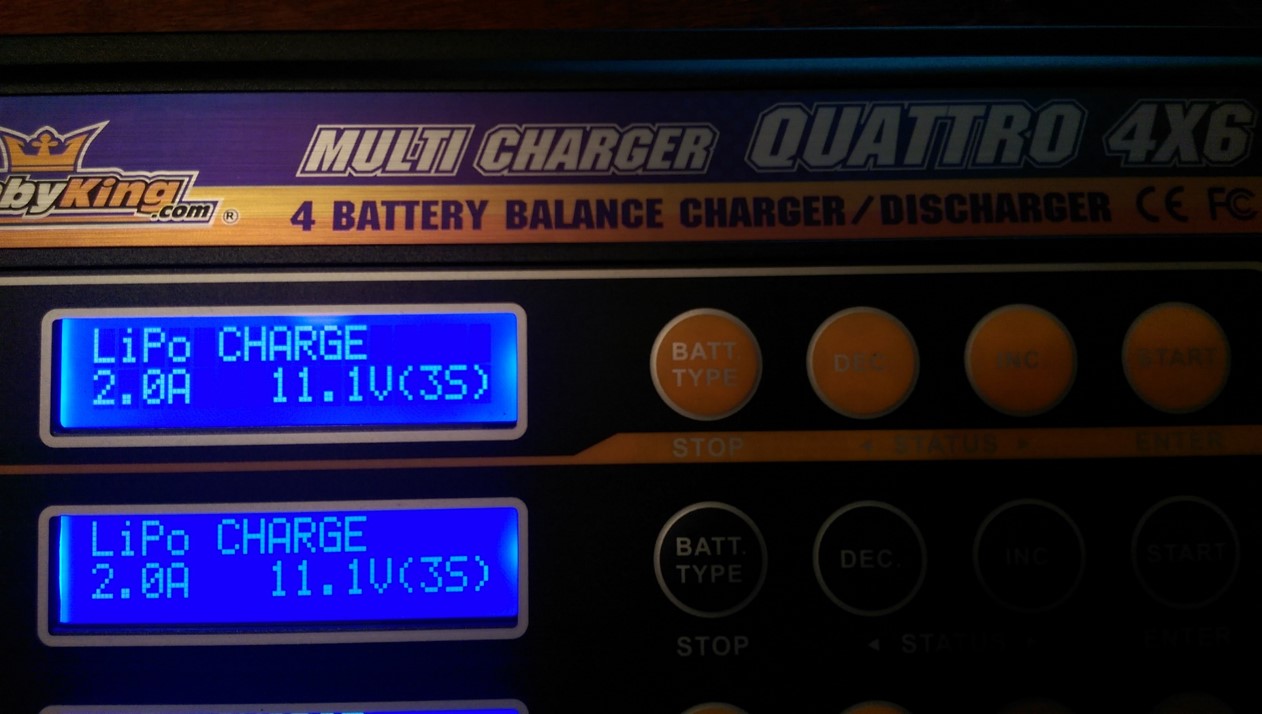 MULTI CHARGER QUATTRO 4X6
byKing.com ®
4 BATTERY BALANCE CHARGER/DISCHARGER CE FC
LiPo CHARGE
2.0A 11.1V(3S)
BATT. TYPE
DEC.
INC.
START
STOP
STATUS
ENTER
LiPo CHARGE
2.0A 11.1V(3S)
BATT. TYPE
DEC.
INC
START
STOP
◄ STATUS ►
ENTER